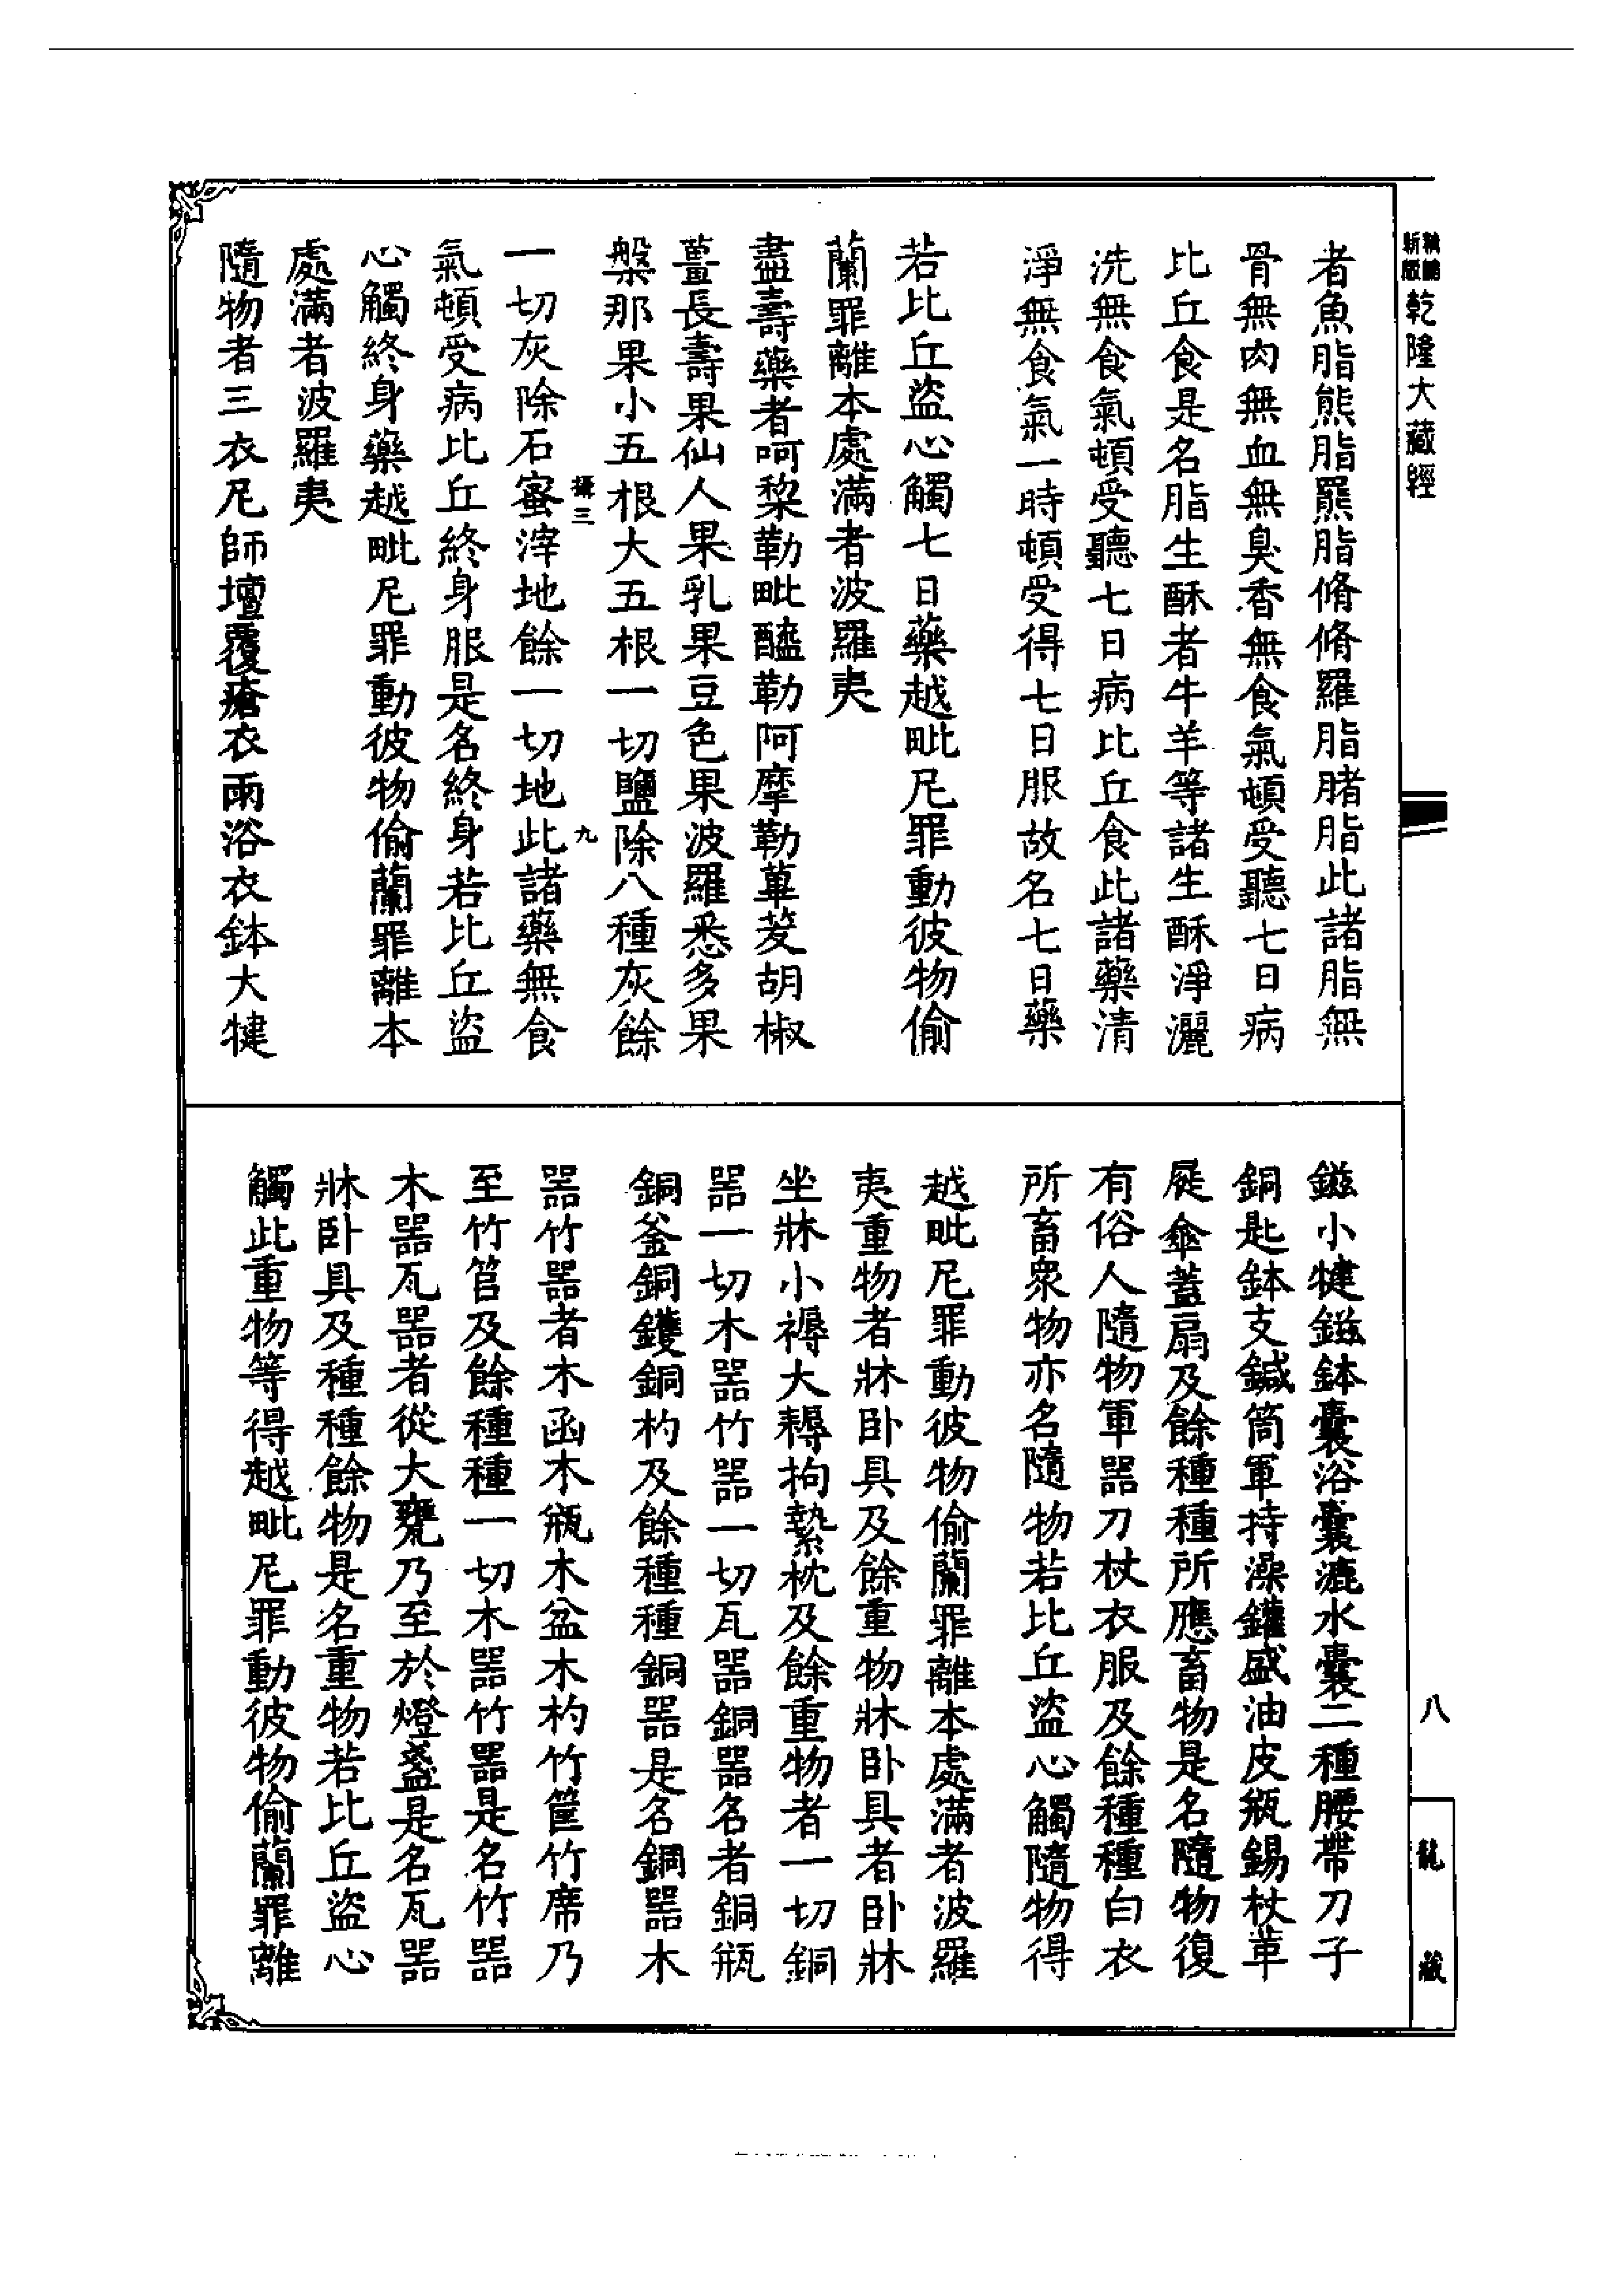 新版乾隆大藏經
者魚脂熊脂羆脂脩脩羅脂豬脂此諸脂無
骨無肉無血無臭香無食氣頓受聽七日病
比丘食是名脂生酥者牛羊等諸生酥淨灑
洗無食氣頓受聽七日病比丘食此諸藥清
淨無食氣一時頓受得七日服故名七日藥
若比丘盜心觸七日藥越毗尼罪動彼物偷
蘭罪離本處滿者波羅夷
盡壽藥者呵棃勒毗醯勒阿摩勒蓽茇胡椒
薑長壽果仙人果乳果豆色果波羅悉多果
槃那果小五根大五根一切鹽除八種灰餘
攝三
九
一切灰除石蜜滓地餘一切地此諸藥無食
氣頓受病比丘終身服是名終身若比丘盜
心觸終身藥越毗尼罪動彼物偷蘭罪離本
處滿者波羅夷
隨物者三衣尼師壇覆瘡衣雨浴衣鉢大犍
鎡小犍鎡鉢囊浴囊漉水囊二種腰帶刀子
銅匙鉢支鍼筒軍持澡鑵盛油皮瓶錫杖革
屣傘蓋扇及餘種種所應畜物是名隨物復
有俗人隨物軍器刀杖衣服及餘種種白衣
所畜衆物亦名隨物若比丘盜心觸隨物得
越毗尼罪動彼物偷蘭罪離本處滿者波羅
夷重物者牀卧具及餘重物牀卧具者卧牀
坐牀小褥大褥拘縶枕及餘重物者一切銅
器一切木器竹器一切瓦器銅器名者銅瓶
銅釜銅鑊銅杓及餘種種銅器是名銅器木
器竹器者木函木瓶木盆木杓竹筐竹席乃
至竹筥及餘種種一切木器竹器是名竹器
木器瓦器者從大甕乃至於燈盞是名瓦器
牀卧具及種種餘物是名重物若比丘盜心
觸此重物等得越毗尼罪動彼物偷蘭罪離
八
龍藏